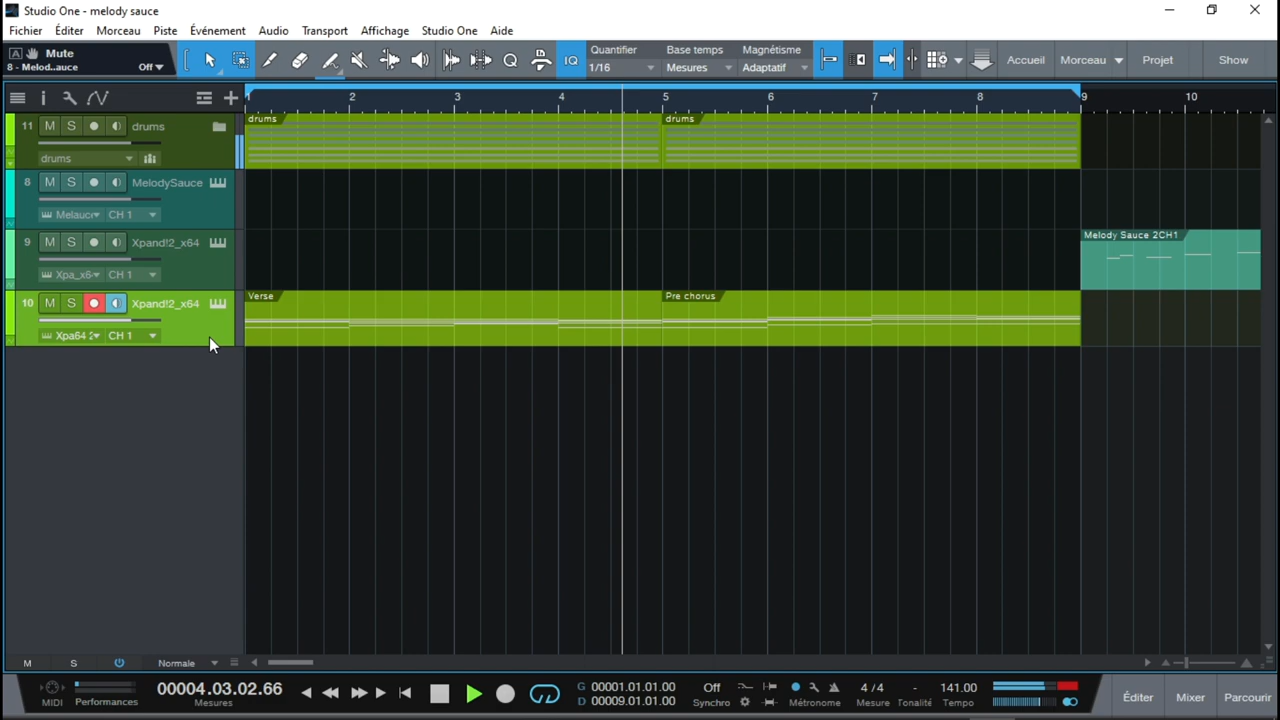 Studio One - melody sauce
Fichier Éditer Morceau Piste Événement Audio Transport Affichage Studio One Aide
A Mute
8 - Melod..auce Off
IQ
Quantifier Base temps Magnétisme
1/16 Mesures Adaptatif
Accueil Morceau Projet Show
1 2 3 4 5 6 7 8 9 10
11 M S drums
drums
drums drums
8 M S MelodySauce
CH 1
9 M S Xpand!2_x64
Xpa_x6 CH 1
Melody Sauce 2CH1
10 M S Xpand!2_x64
Xpa64 2 CH 1
Verse Pre chorus
M S Normale
MIDI Performances
00004.03.02.66
Mesures
G 00001.01.01.00
D 00009.01.01.00
Off
Synchro
Métronome
4 / 4
Mesure
-
Tonalité
141.00
Tempo
Éditer Mixer Parcourir